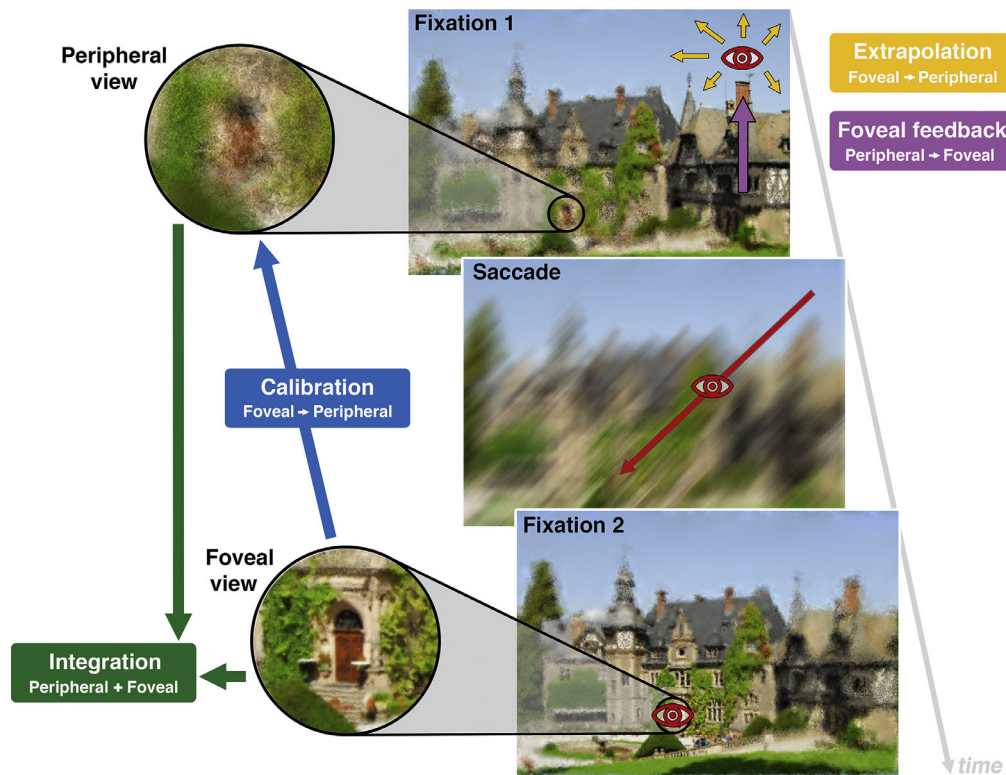 Peripheral
view
Fixation 1
Extrapolation
Foveal → Peripheral
Foveal feedback
Peripheral → Foveal
Saccade
Calibration
Foveal → Peripheral
Fixation 2
Foveal
view
Integration
Peripheral + Foveal
time